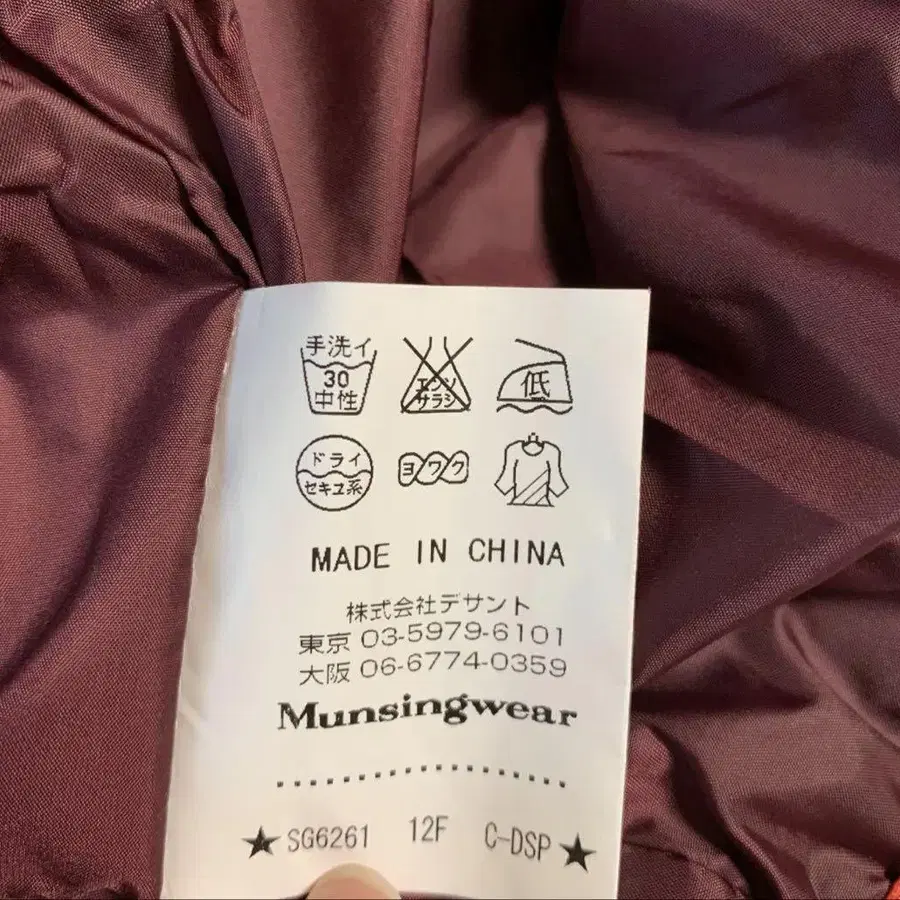 手洗イ
30
中性
エンソ
サラシ
低
ドライ
セキユ系
ヨワク
MADE IN CHINA
株式会社デサント
東京 03-5979-6101
大阪 06-6774-0359
Munsingwear
★SG6261 12F C-DSP★